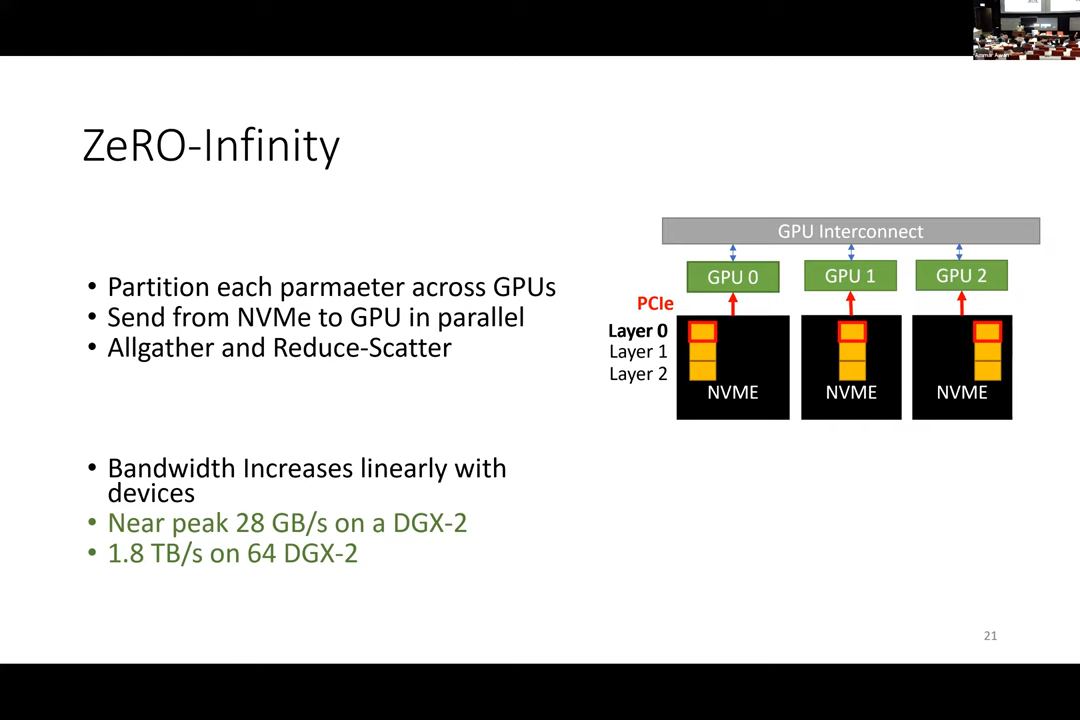 ZeRO-Infinity
• Partition each parmaeter across GPUs
• Send from NVMe to GPU in parallel
• Allgather and Reduce-Scatter
• Bandwidth Increases linearly with
devices
• Near peak 28 GB/s on a DGX-2
• 1.8 TB/s on 64 DGX-2
GPU Interconnect
GPU 0
GPU 1
GPU 2
PCIe
Layer 0
Layer 1
Layer 2
NVME
NVME
NVME
21
Ammar Awan